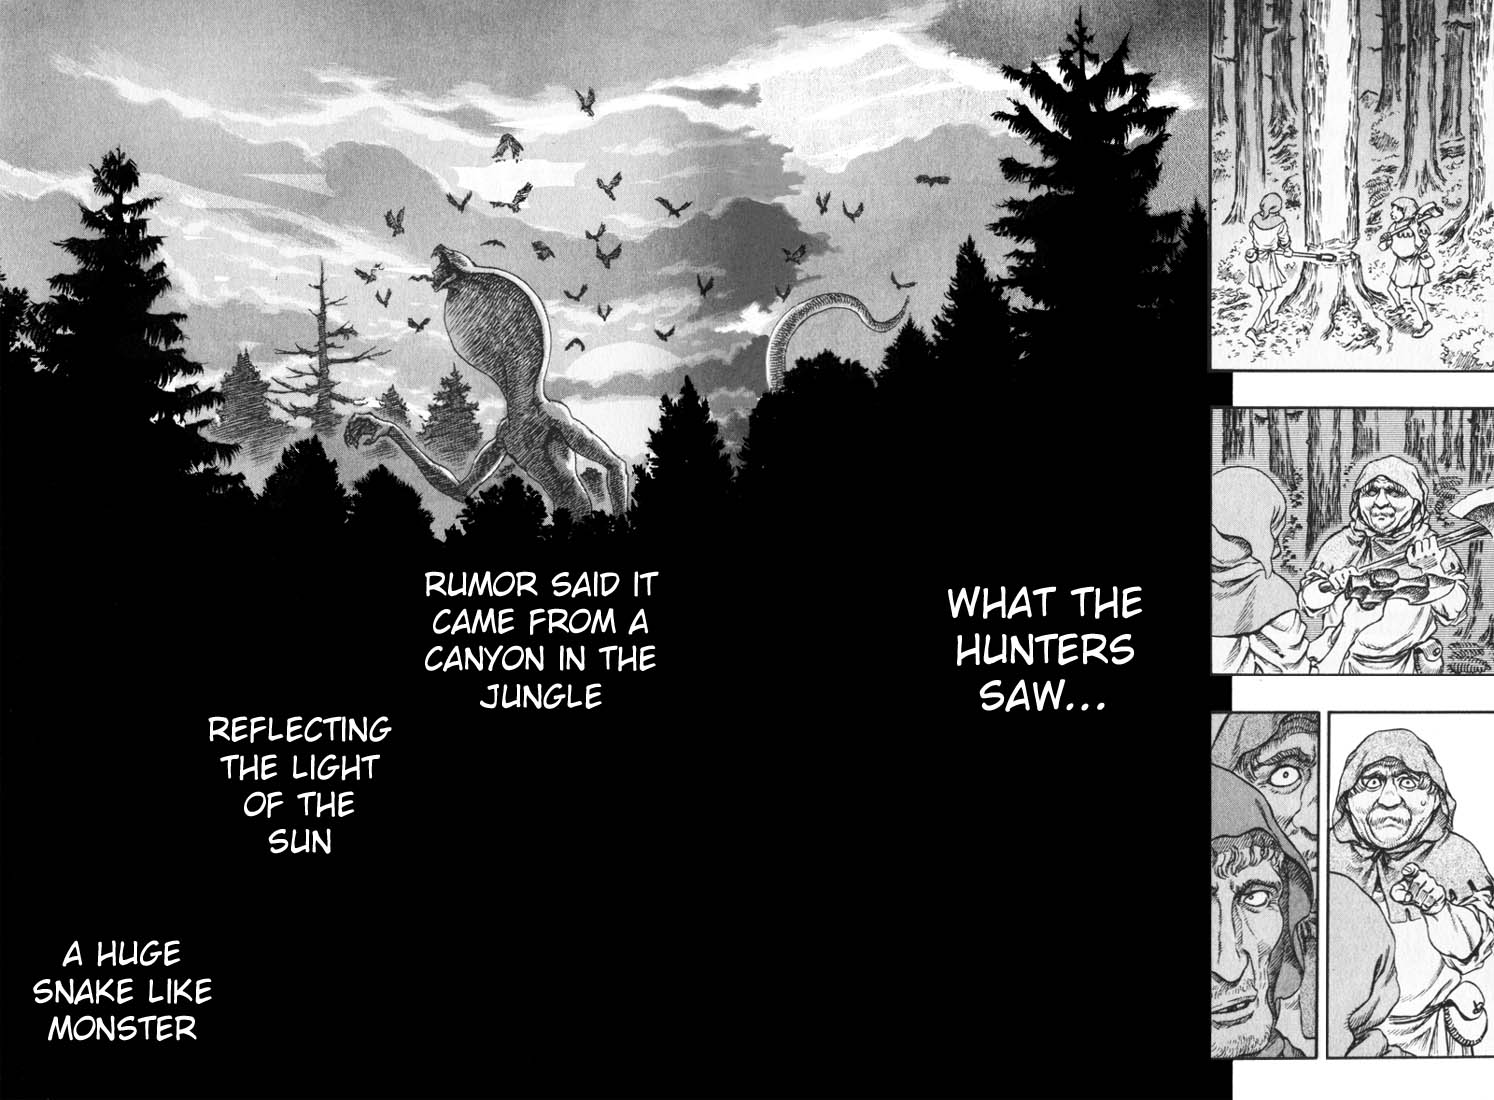 WHAT THE
HUNTERS
SAW...
RUMOR SAID IT
CAME FROM A
CANYON IN THE
JUNGLE
REFLECTING
THE LIGHT
OF THE
SUN
A HUGE
SNAKE LIKE
MONSTER